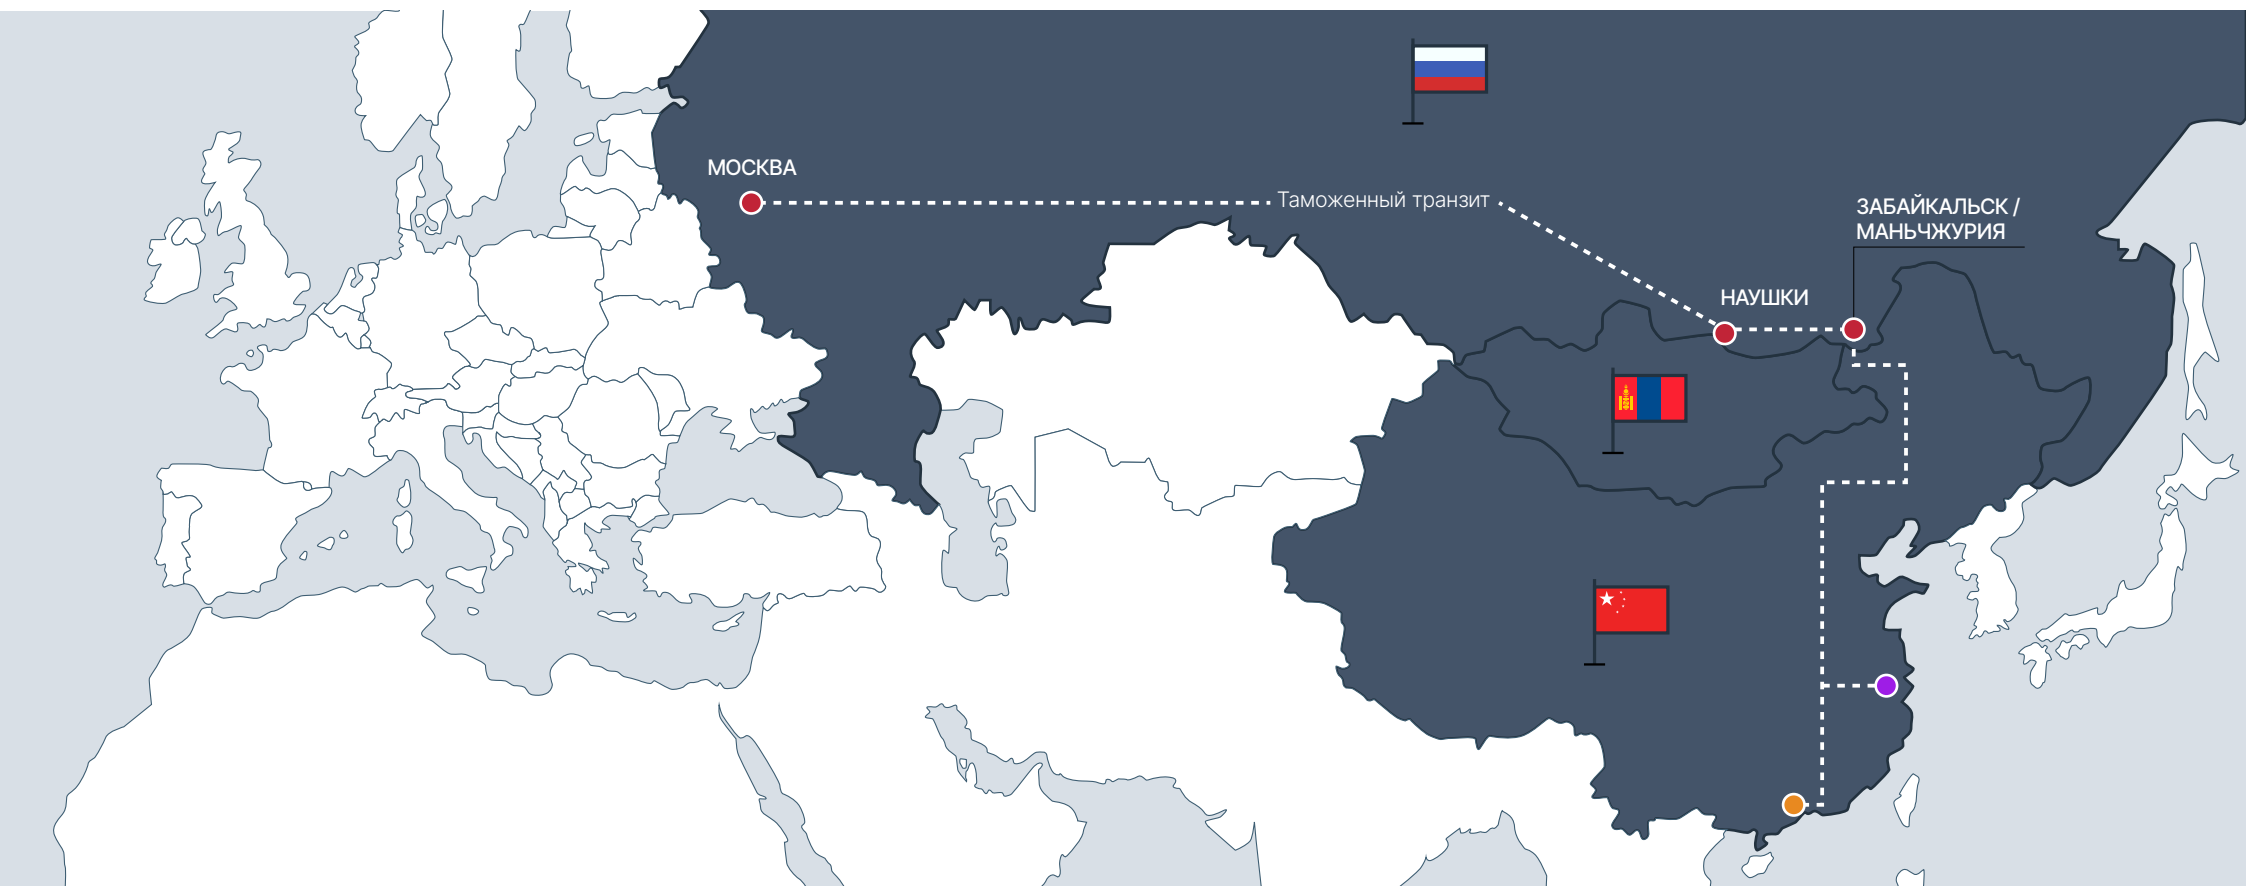 МОСКВА
Таможенный транзит
ЗАБАЙКАЛЬСК /
МАНЬЧЖУРИЯ
НАУШКИ